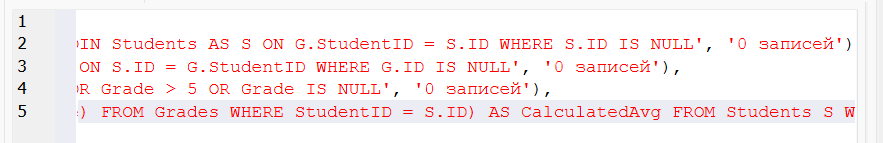 1
2 IN Students AS S ON G.StudentID = S.ID WHERE S.ID IS NULL', '0 записей')
3 ON S.ID = G.StudentID WHERE G.ID IS NULL', '0 записей'),
4 R Grade > 5 OR Grade IS NULL', '0 записей'),
5 ) FROM Grades WHERE StudentID = S.ID) AS CalculatedAvg FROM Students S W